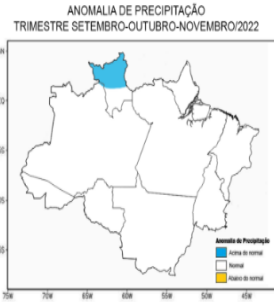 ANOMALIA DE PRECIPITAÇÃO
TRIMESTRE SETEMBRO-OUTUBRO-NOVEMBRO/2022
Anomalia de Precipitação
Acima do normal
Normal
Abaixo do normal
75W 70W 65W 60W 55W 50W 45W